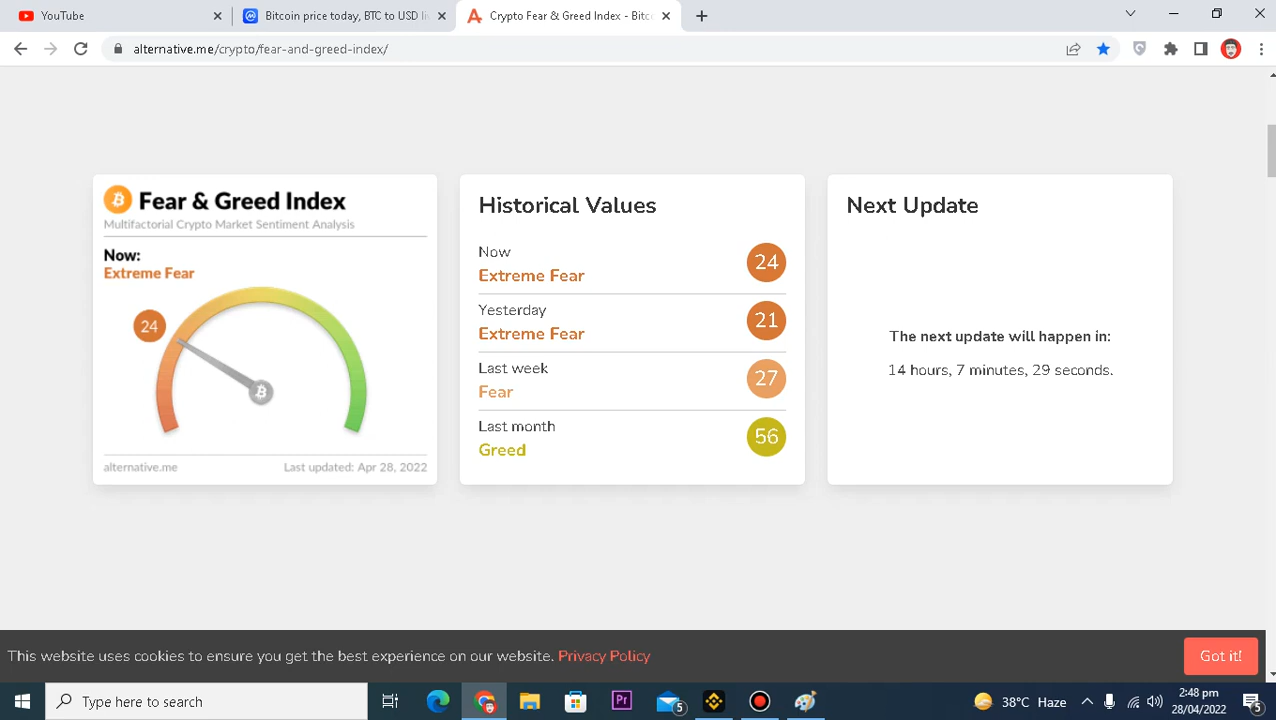 YouTube
Bitcoin price today, BTC to USD li
Crypto Fear & Greed Index - Bitc
alternative.me/crypto/fear-and-greed-index/
Fear & Greed Index
Multifactorial Crypto Market Sentiment Analysis
Now:
Extreme Fear
24
alternative.me
Last updated: Apr 28, 2022
Historical Values
Now
Extreme Fear
24
Yesterday
Extreme Fear
21
Last week
Fear
27
Last month
Greed
56
Next Update
The next update will happen in:
14 hours, 7 minutes, 29 seconds.
This website uses cookies to ensure you get the best experience on our website. Privacy Policy
Got it!
Type here to search
Pr
5
38°C Haze
2:48 pm
28/04/2022
5